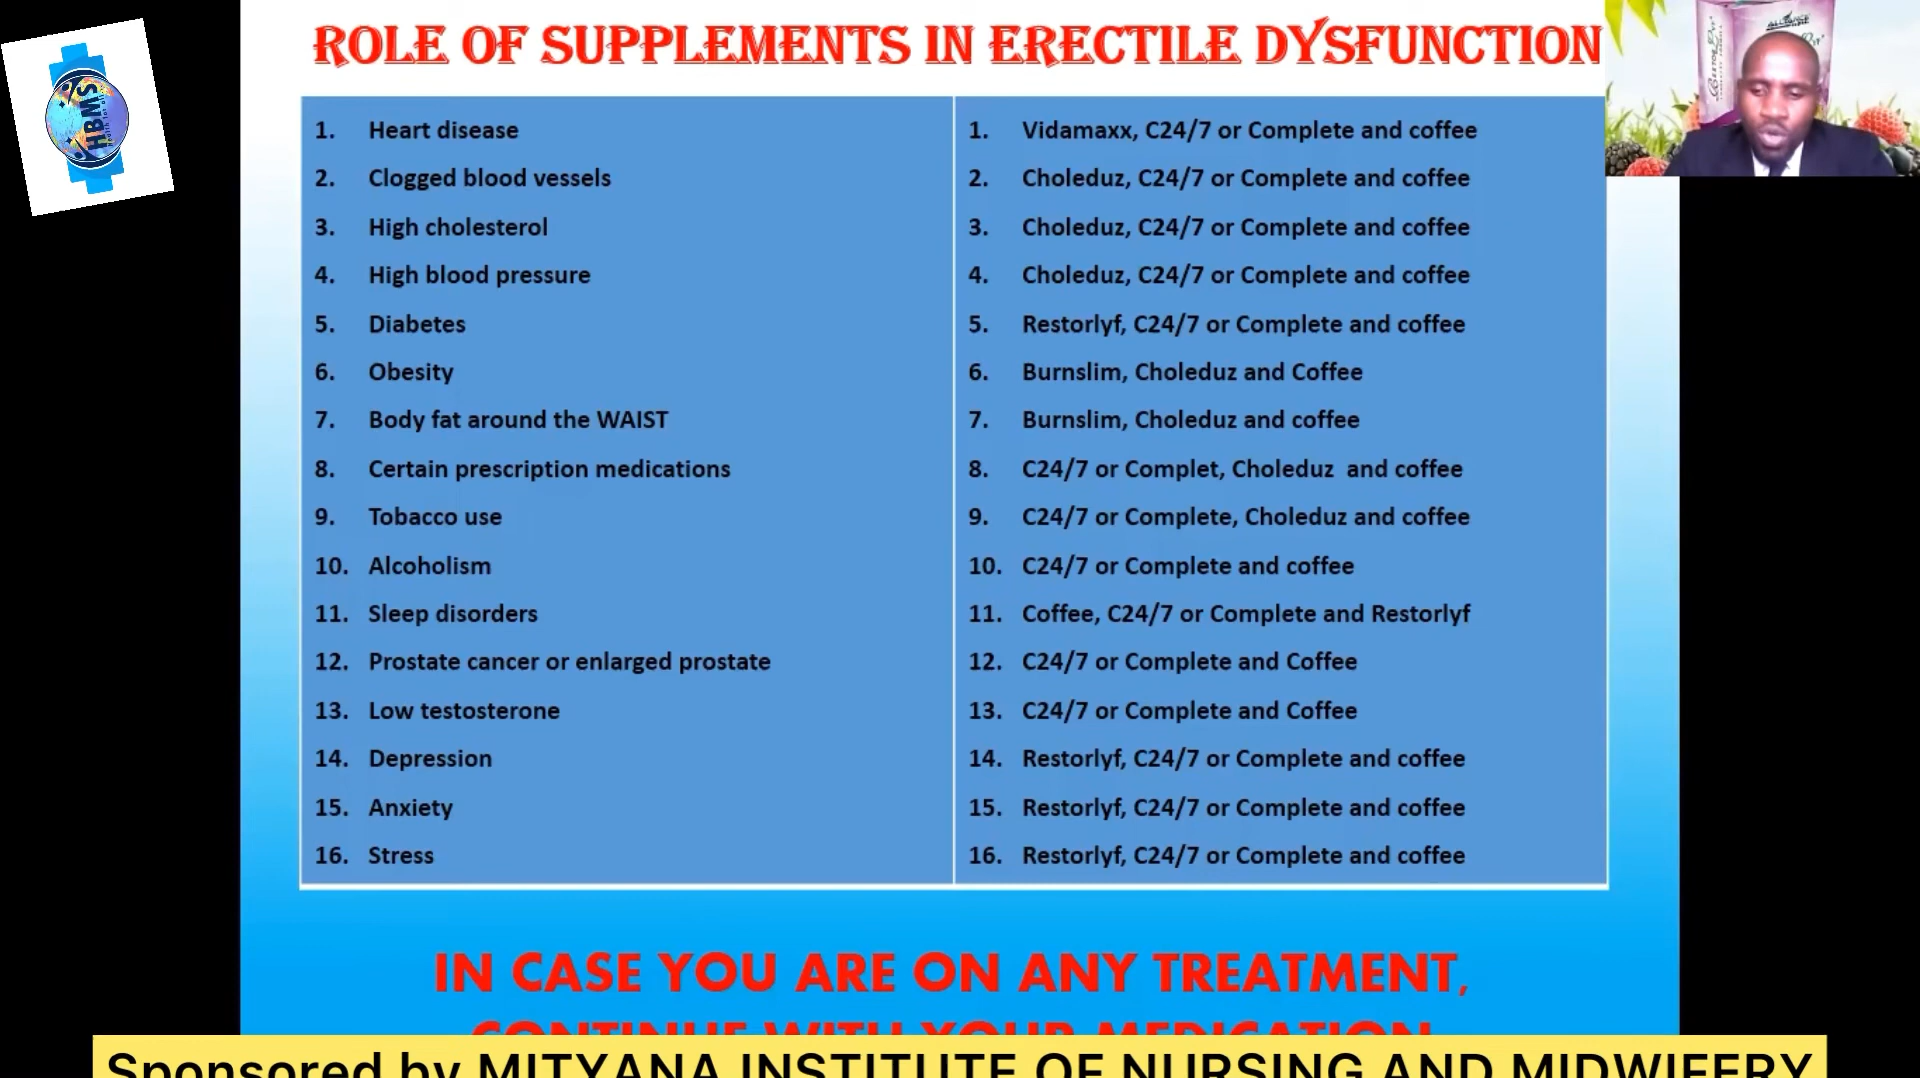 ROLE OF SUPPLEMENTS IN ERECTILE DYSFUNCTION
HBMS
1. Heart disease
2. Clogged blood vessels
3. High cholesterol
4. High blood pressure
5. Diabetes
6. Obesity
7. Body fat around the WAIST
8. Certain prescription medications
9. Tobacco use
10. Alcoholism
11. Sleep disorders
12. Prostate cancer or enlarged prostate
13. Low testosterone
14. Depression
15. Anxiety
16. Stress
1. Vidamaxx, C24/7 or Complete and coffee
2. Choleduz, C24/7 or Complete and coffee
3. Choleduz, C24/7 or Complete and coffee
4. Choleduz, C24/7 or Complete and coffee
5. Restorlyf, C24/7 or Complete and coffee
6. Burnslim, Choleduz and Coffee
7. Burnslim, Choleduz and coffee
8. C24/7 or Complet, Choleduz and coffee
9. C24/7 or Complete, Choleduz and coffee
10. C24/7 or Complete and coffee
11. Coffee, C24/7 or Complete and Restorlyf
12. C24/7 or Complete and Coffee
13. C24/7 or Complete and Coffee
14. Restorlyf, C24/7 or Complete and coffee
15. Restorlyf, C24/7 or Complete and coffee
16. Restorlyf, C24/7 or Complete and coffee
IN CASE YOU ARE ON ANY TREATMENT,
CONTINUE WITH YOUR MEDICATION
Sponsored by MITYANA INSTITUTE OF NURSING AND MIDWIFERY